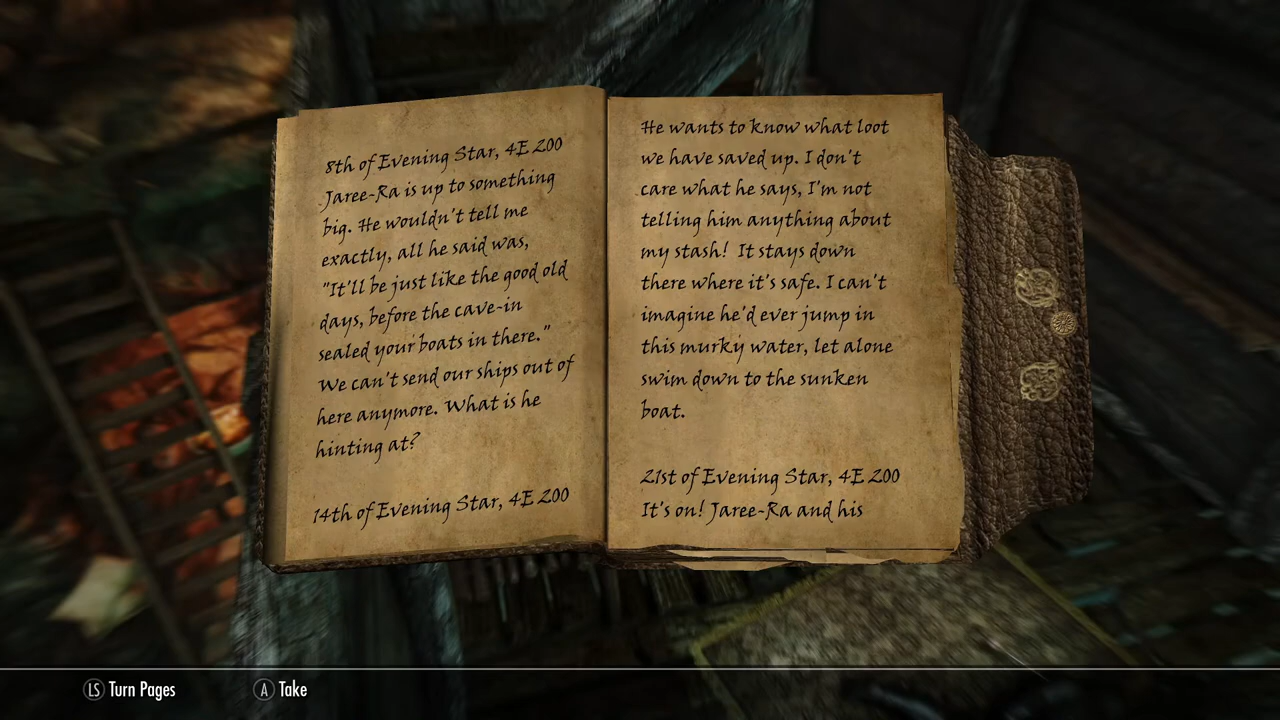 8th of Evening Star, 4E 200
Jaree-Ra is up to something
big. He wouldn't tell me
exactly, all he said was,
"It'll be just like the good old
days, before the cave-in
sealed your boats in there."
We can't send our ships out of
here anymore. What is he
hinting at?
14th of Evening Star, 4E 200
He wants to know what loot
we have saved up. I don't
care what he says, I'm not
telling him anything about
my stash! It stays down
there where it's safe. I can't
imagine he'd ever jump in
this murky water, let alone
swim down to the sunken
boat.
21st of Evening Star, 4E 200
It's on! Jaree-Ra and his
LS Turn Pages
A Take